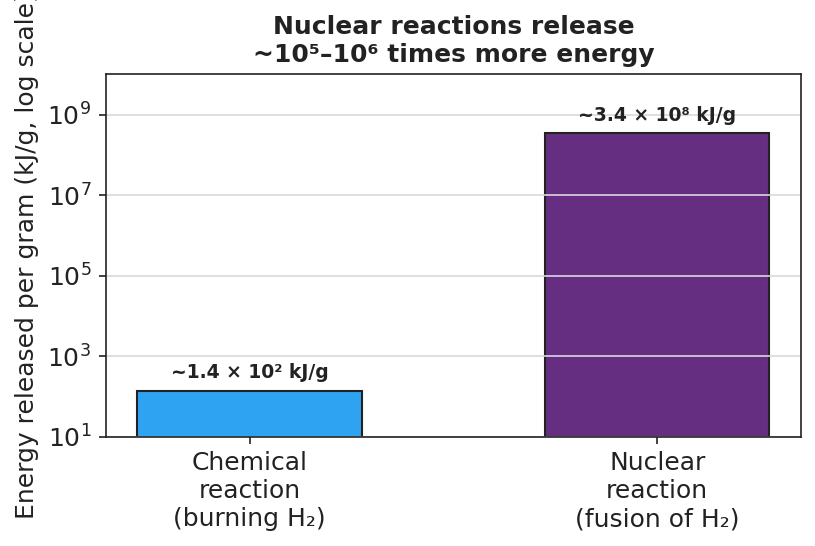 Nuclear reactions release
~10⁵–10⁶ times more energy
Energy released per gram (kJ/g, log scale)
10⁹
10⁷
10⁵
10³
10¹
~1.4 × 10² kJ/g
~3.4 × 10⁸ kJ/g
Chemical
reaction
(burning H₂)
Nuclear
reaction
(fusion of H₂)